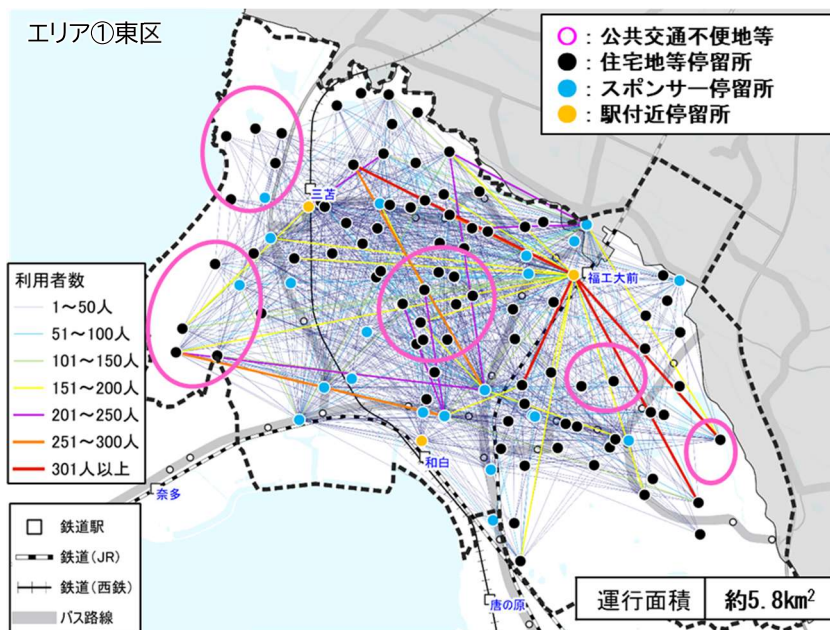 エリア①東区
：公共交通不便地等
：住宅地等停留所
：スポンサー停留所
：駅付近停留所
三苫
福工大前
利用者数
1～50人
51～100人
101～150人
151～200人
201～250人
251～300人
301人以上
和白
奈多
鉄道駅
鉄道(JR)
鉄道(西鉄)
バス路線
唐の原
運行面積 約5.8km²